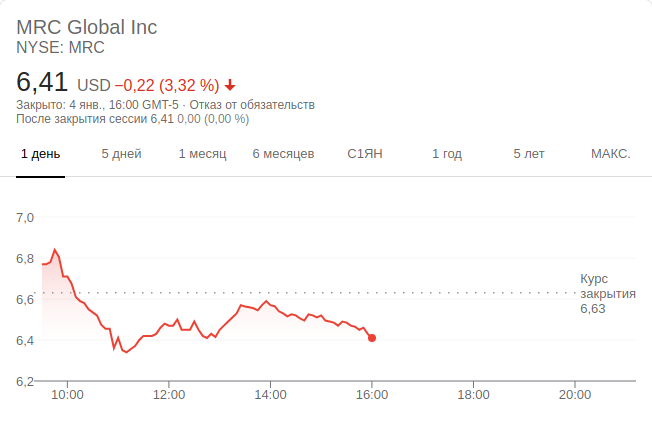 MRC Global Inc
NYSE: MRC
6,41 USD −0,22 (3,32 %)
Закрыто: 4 янв., 16:00 GMT-5 · Отказ от обязательств
После закрытия сессии 6,41 0,00 (0,00 %)
1 день 5 дней 1 месяц 6 месяцев С1ЯН 1 год 5 лет МАКС.
7,0
6,8
Курс
6,6 закрытия
6,63
6,4
6,2
10:00 12:00 14:00 16:00 18:00 20:00